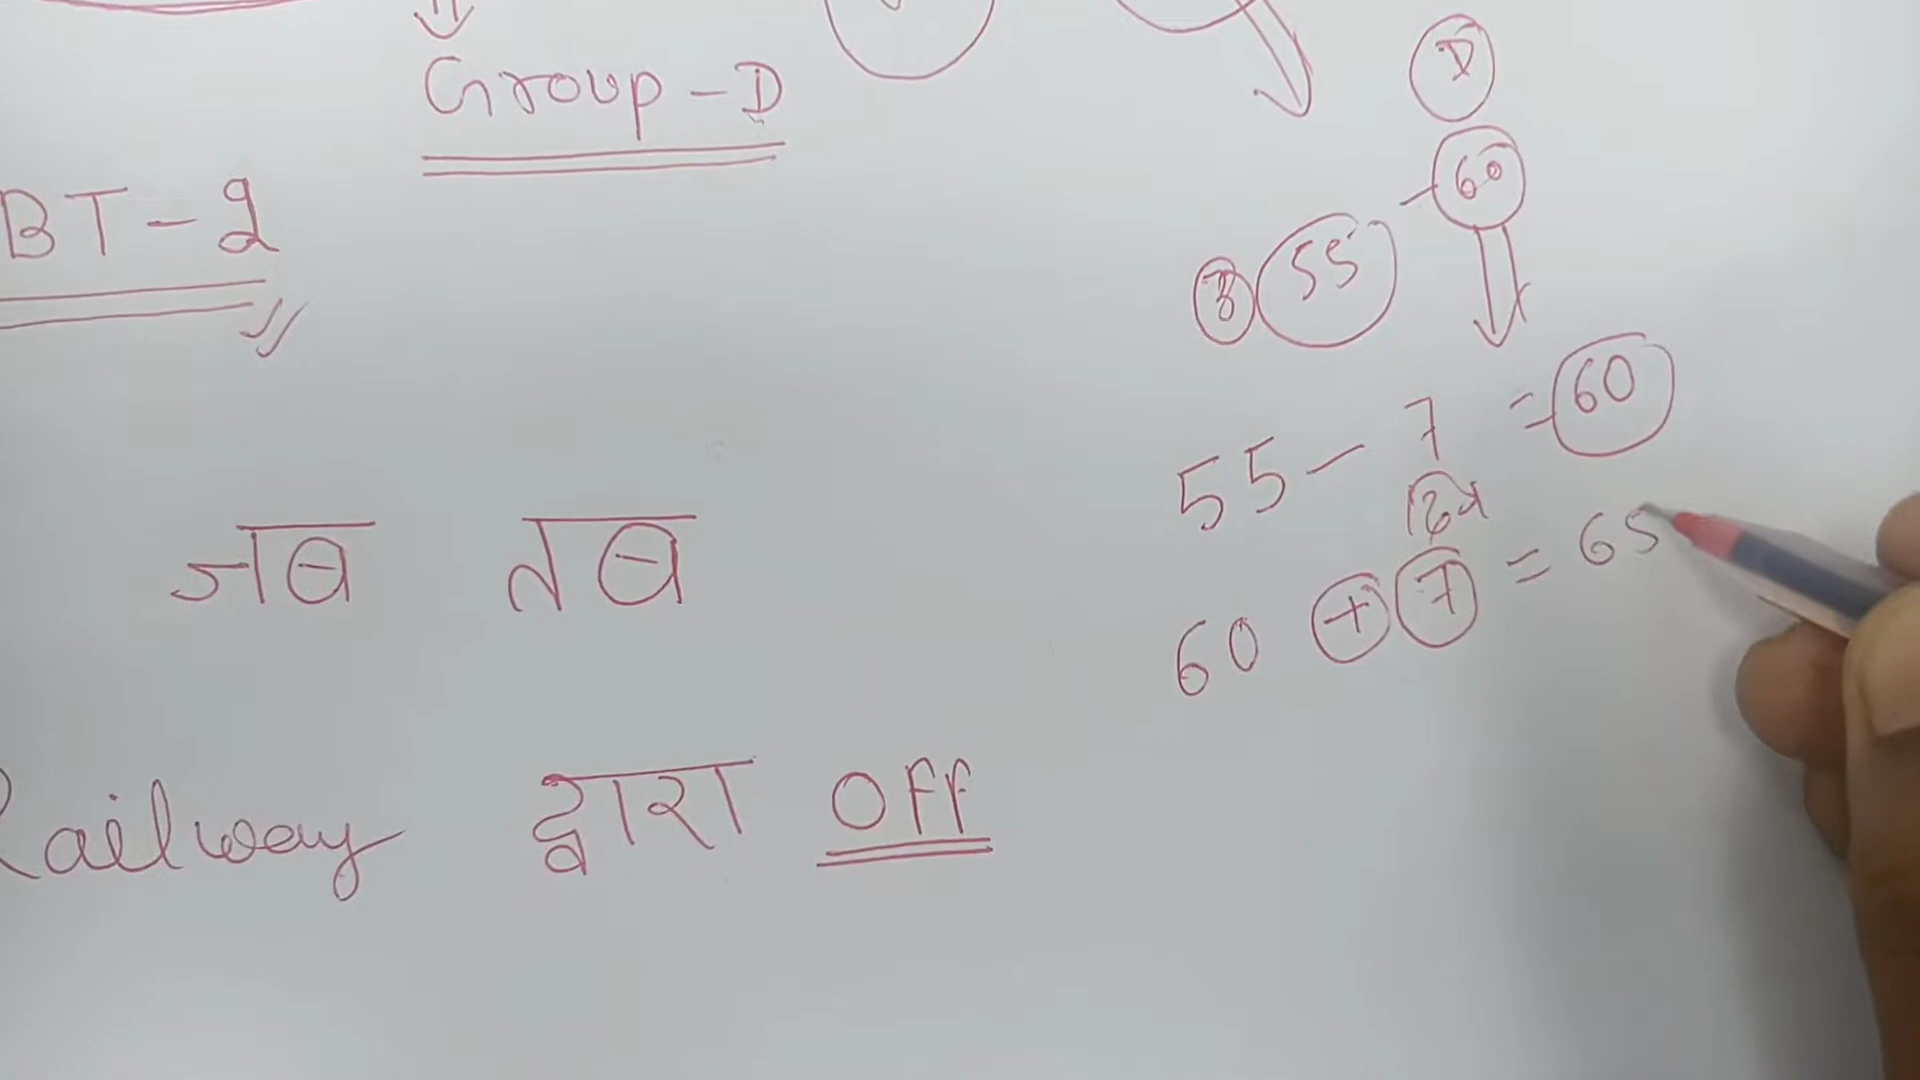 Group-D
D
60
BT-2
B 55 -
55 - 7 = 60
60 + 7 = 65
जब तब
Railway द्वारा OFF